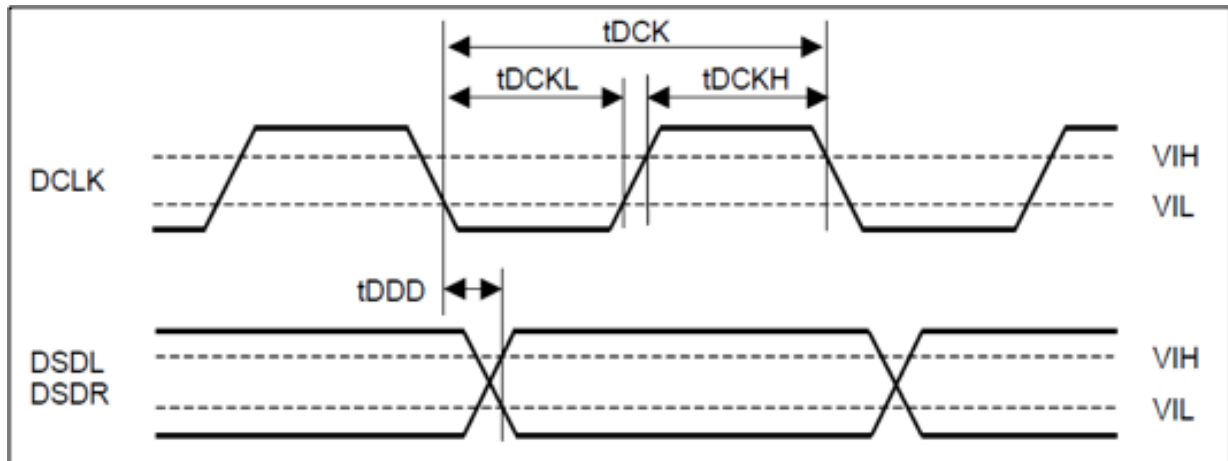 tDCK
tDCKL
tDCKH
DCLK
VIH
VIL
tDDD
DSDL
DSDR
VIH
VIL